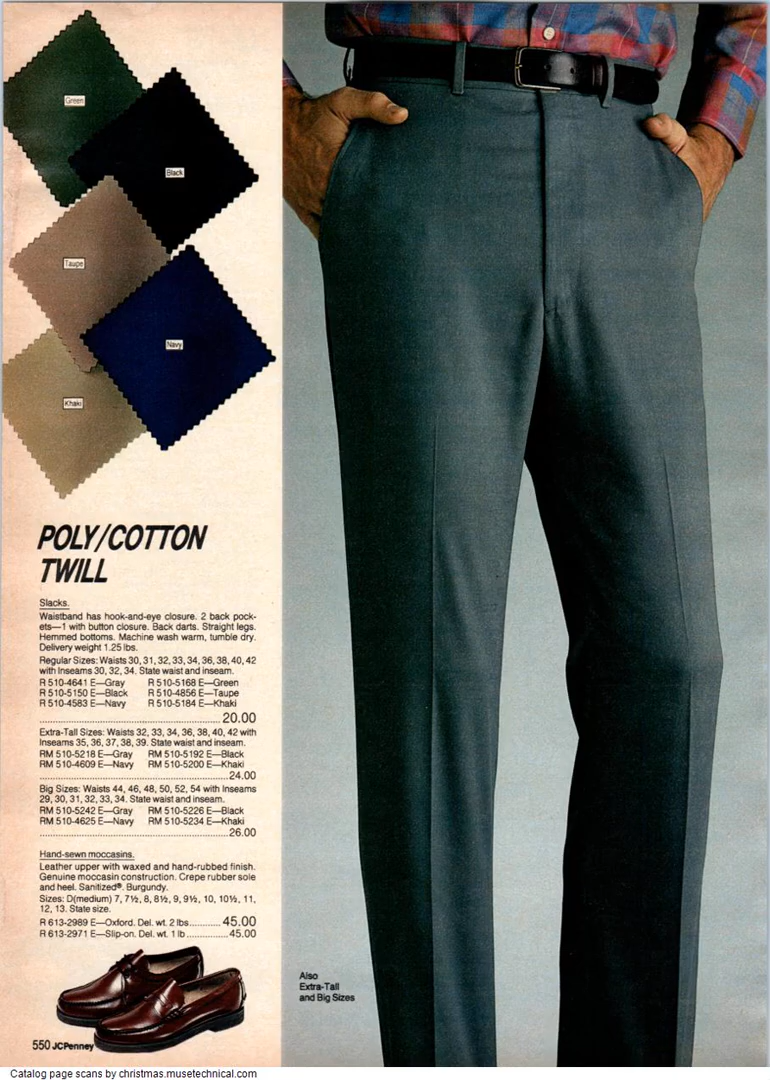 Green
Black
Taupe
Navy
Khaki
POLY/COTTON
TWILL
Slacks.
Waistband has hook-and-eye closure. 2 back pock-
ets—1 with button closure. Back darts. Straight legs.
Hemmed bottoms. Machine wash warm, tumble dry.
Delivery weight 1.25 lbs.
Regular Sizes: Waists 30, 31, 32, 33, 34, 36, 38, 40, 42
with Inseams 30, 32, 34. State waist and inseam.
R 510-4641 E—Gray R 510-5168 E—Green
R 510-5150 E—Black R 510-4856 E—Taupe
R 510-4583 E—Navy R 510-5184 E—Khaki
.................................................. 20.00
Extra-Tall Sizes: Waists 32, 33, 34, 36, 38, 40, 42 with
Inseams 35, 36, 37, 38, 39. State waist and inseam.
RM 510-5218 E—Gray RM 510-5192 E—Black
RM 510-4609 E—Navy RM 510-5200 E—Khaki
.................................................. 24.00
Big Sizes: Waists 44, 46, 48, 50, 52, 54 with Inseams
29, 30, 31, 32, 33, 34. State waist and inseam.
RM 510-5242 E—Gray RM 510-5226 E—Black
RM 510-4625 E—Navy RM 510-5234 E—Khaki
.................................................. 26.00
Hand-sewn moccasins.
Leather upper with waxed and hand-rubbed finish.
Genuine moccasin construction. Crepe rubber sole
and heel. Sanitized®. Burgundy.
Sizes: D(medium) 7, 7½, 8, 8½, 9, 9½, 10, 10½, 11,
12, 13. State size.
R 613-2989 E—Oxford. Del. wt. 2 lbs........... 45.00
R 613-2971 E—Slip-on. Del. wt. 1 lb .............. 45.00
Also
Extra-Tall
and Big Sizes
550 JCPenney
Catalog page scans by christmas.musetechnical.com